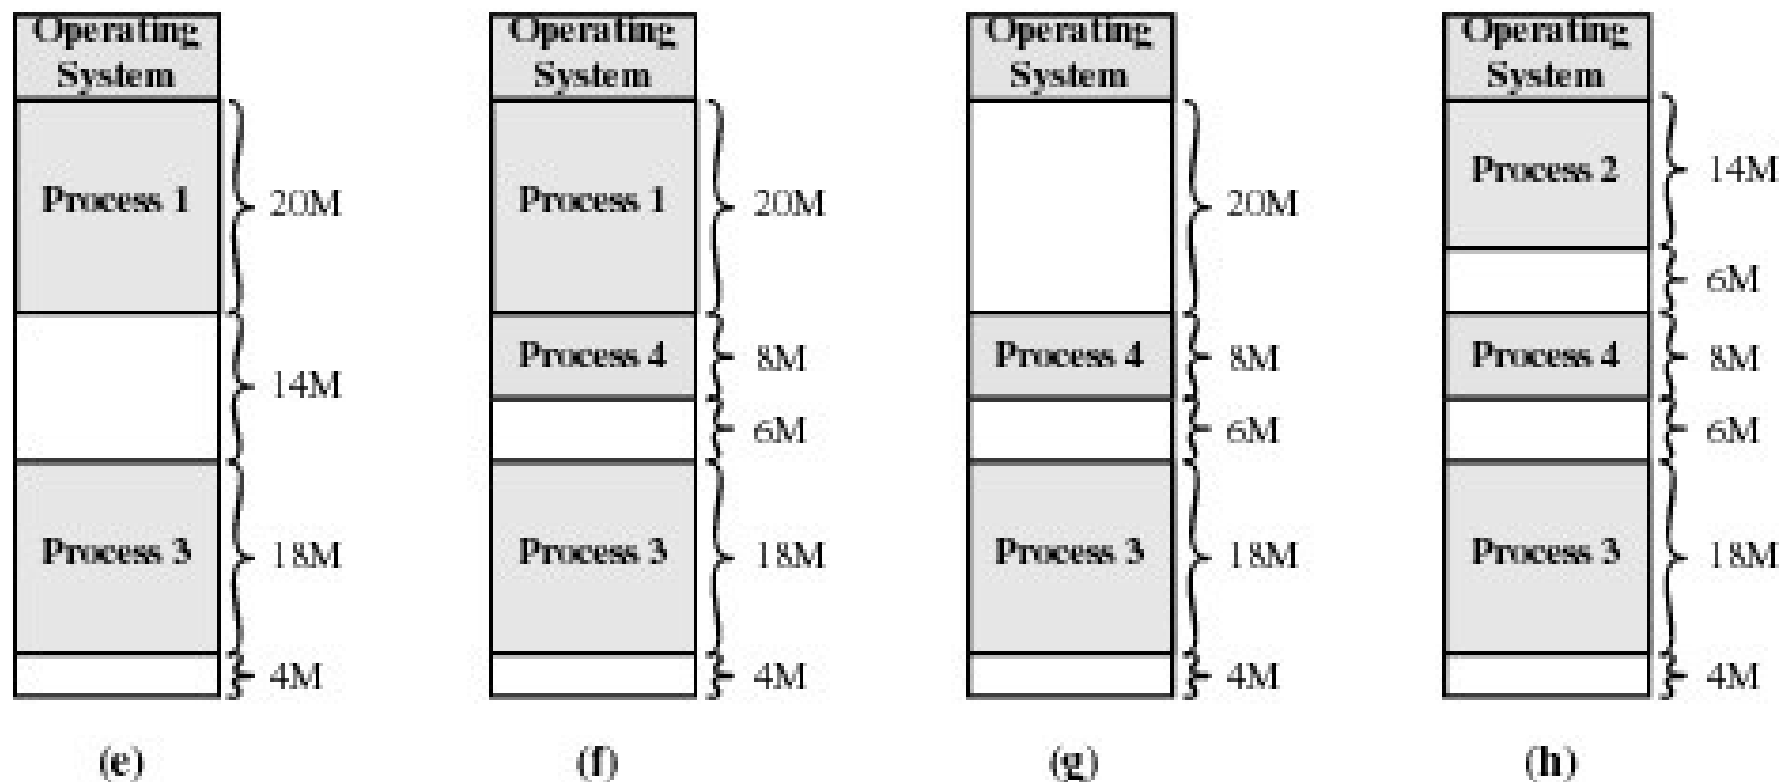 Operating
System
Process 1
20M
14M
Process 3
18M
4M
(e)
Operating
System
Process 1
20M
Process 4
8M
6M
Process 3
18M
4M
(f)
Operating
System
20M
Process 4
8M
6M
Process 3
18M
4M
(g)
Operating
System
Process 2
14M
6M
Process 4
8M
6M
Process 3
18M
4M
(h)